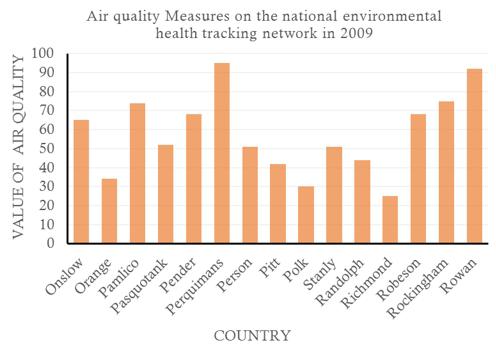 Air quality Measures on the national environmental
health tracking network in 2009
VALUE OF AIR QUALITY
100
90
80
70
60
50
40
30
20
10
0
Onslow
Orange
Pamlico
Pasquotank
Pender
Perquimans
Person
Pitt
Polk
Stanly
Randolph
Richmond
Robeson
Rockingham
Rowan
COUNTRY